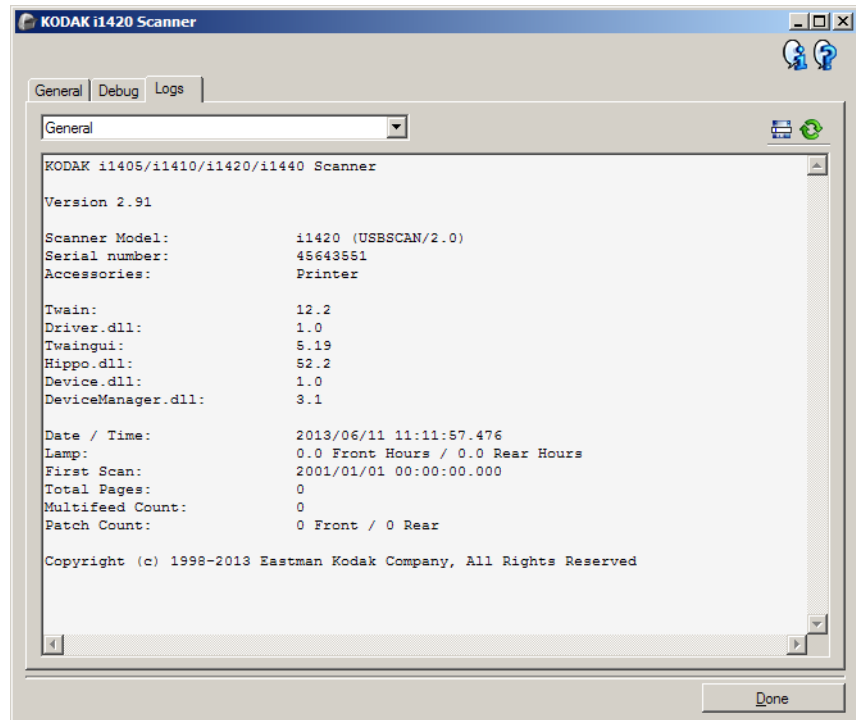 KODAK i1420 Scanner
General Debug Logs
General
KODAK i1405/i1410/i1420/i1440 Scanner
Version 2.91
Scanner Model: i1420 (USBSCAN/2.0)
Serial number: 45643551
Accessories: Printer
Twain: 12.2
Driver.dll: 1.0
Twaingui: 5.19
Hippo.dll: 52.2
Device.dll: 1.0
DeviceManager.dll: 3.1
Date / Time: 2013/06/11 11:11:57.476
Lamp: 0.0 Front Hours / 0.0 Rear Hours
First Scan: 2001/01/01 00:00:00.000
Total Pages: 0
Multifeed Count: 0
Patch Count: 0 Front / 0 Rear
Copyright (c) 1998-2013 Eastman Kodak Company, All Rights Reserved
Done